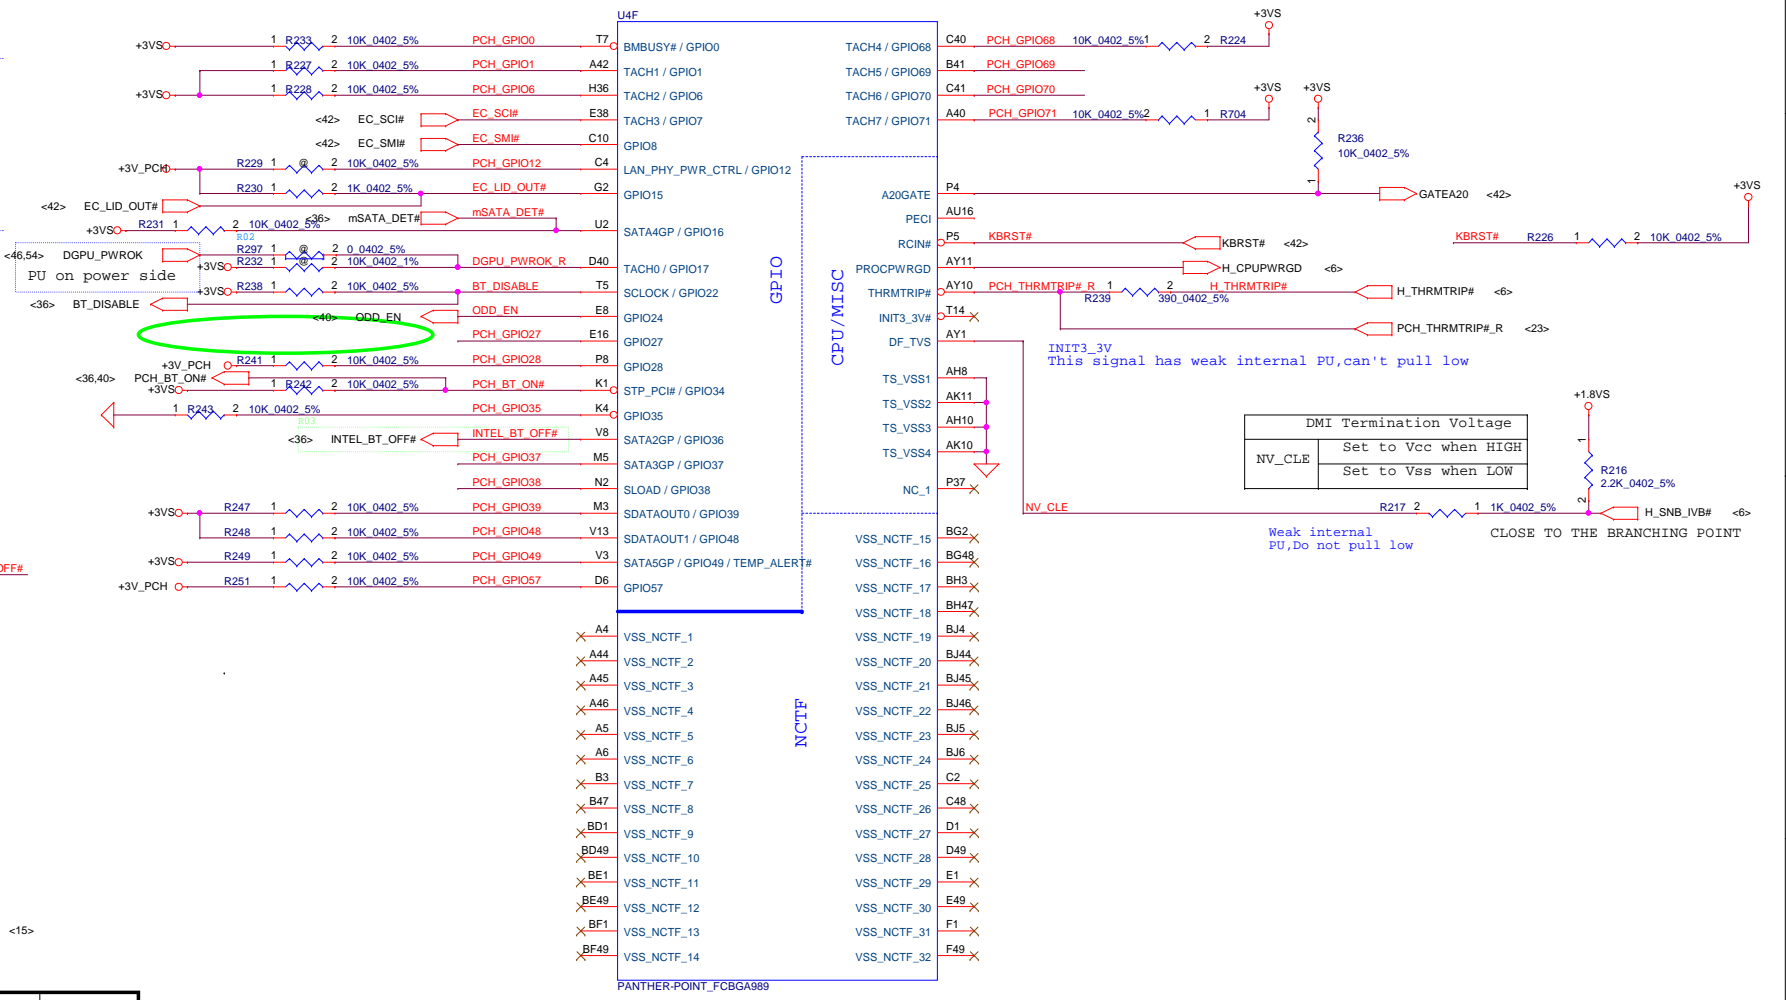 U4F
+3VS 1 R233 2 10K_0402_5% PCH_GPIO0 T7 BMBUSY# / GPIO0
1 R227 2 10K_0402_5% PCH_GPIO1 A42 TACH1 / GPIO1
+3VS 1 R228 2 10K_0402_5% PCH_GPIO6 H36 TACH2 / GPIO6
<42> EC_SCI# EC_SCI# E38 TACH3 / GPIO7
<42> EC_SMI# EC_SMI# C10 GPIO8
+3V_PCH R229 1 @ 2 10K_0402_5% PCH_GPIO12 C4 LAN_PHY_PWR_CTRL / GPIO12
R230 1 2 1K_0402_5% EC_LID_OUT# G2 GPIO15
<42> EC_LID_OUT#
<36> mSATA_DET# mSATA_DET#
+3VS R231 1 2 10K_0402_5% U2 SATA4GP / GPIO16
R02
<46,54> DGPU_PWROK R297 1 @ 2 0_0402_5%
+3VS R232 1 @ 2 10K_0402_1% DGPU_PWROK_R D40 TACH0 / GPIO17
PU on power side
+3VS R238 1 2 10K_0402_5% BT_DISABLE T5 SCLOCK / GPIO22
<36> BT_DISABLE
<40> ODD_EN ODD_EN E8 GPIO24
PCH_GPIO27 E16 GPIO27
+3V_PCH R241 1 2 10K_0402_5% PCH_GPIO28 P8 GPIO28
<36,40> PCH_BT_ON#
+3VS R242 1 2 10K_0402_5% PCH_BT_ON# K1 STP_PCI# / GPIO34
1 R243 2 10K_0402_5% PCH_GPIO35 K4 GPIO35
R03
<36> INTEL_BT_OFF# INTEL_BT_OFF# V8 SATA2GP / GPIO36
PCH_GPIO37 M5 SATA3GP / GPIO37
PCH_GPIO38 N2 SLOAD / GPIO38
+3VS R247 1 2 10K_0402_5% PCH_GPIO39 M3 SDATAOUT0 / GPIO39
R248 1 2 10K_0402_5% PCH_GPIO48 V13 SDATAOUT1 / GPIO48
+3VS R249 1 2 10K_0402_5% PCH_GPIO49 V3 SATA5GP / GPIO49 / TEMP_ALERT#
OFF#
+3V_PCH R251 1 2 10K_0402_5% PCH_GPIO57 D6 GPIO57
A4 VSS_NCTF_1
A44 VSS_NCTF_2
A45 VSS_NCTF_3
A46 VSS_NCTF_4
A5 VSS_NCTF_5
A6 VSS_NCTF_6
B3 VSS_NCTF_7
B47 VSS_NCTF_8
BD1 VSS_NCTF_9
BD49 VSS_NCTF_10
BE1 VSS_NCTF_11
BE49 VSS_NCTF_12
BF1 VSS_NCTF_13
BF49 VSS_NCTF_14
<15>
GPIO
CPU/MISC
NCTF
+3VS
TACH4 / GPIO68 C40 PCH_GPIO68 10K_0402_5% 1 2 R224
TACH5 / GPIO69 B41 PCH_GPIO69
TACH6 / GPIO70 C41 PCH_GPIO70
+3VS +3VS
TACH7 / GPIO71 A40 PCH_GPIO71 10K_0402_5% 2 1 R704
2
R236
10K_0402_5%
1
A20GATE P4 GATEA20 <42>
+3VS
PECI AU16
RCIN# P5 KBRST# KBRST# <42>
KBRST# R226 1 2 10K_0402_5%
PROCPWRGD AY11 H_CPUPWRGD <6>
THRMTRIP# AY10 PCH_THRMTRIP#_R 1 2 H_THRMTRIP# H_THRMTRIP# <6>
R239 390_0402_5%
INIT3_3V# T14
PCH_THRMTRIP#_R <23>
DF_TVS AY1
INIT3_3V
This signal has weak internal PU,can't pull low
TS_VSS1 AH8
TS_VSS2 AK11
TS_VSS3 AH10
TS_VSS4 AK10
NC_1 P37
+1.8VS
DMI Termination Voltage
NV_CLE
Set to Vcc when HIGH
Set to Vss when LOW
1
R216
2.2K_0402_5%
2
NV_CLE R217 2 1 1K_0402_5% H_SNB_IVB# <6>
Weak internal
PU,Do not pull low
CLOSE TO THE BRANCHING POINT
VSS_NCTF_15 BG2
VSS_NCTF_16 BG48
VSS_NCTF_17 BH3
VSS_NCTF_18 BH47
VSS_NCTF_19 BJ4
VSS_NCTF_20 BJ44
VSS_NCTF_21 BJ45
VSS_NCTF_22 BJ46
VSS_NCTF_23 BJ5
VSS_NCTF_24 BJ6
VSS_NCTF_25 C2
VSS_NCTF_26 C48
VSS_NCTF_27 D1
VSS_NCTF_28 D49
VSS_NCTF_29 E1
VSS_NCTF_30 E49
VSS_NCTF_31 F1
VSS_NCTF_32 F49
PANTHER-POINT_FCBGA989